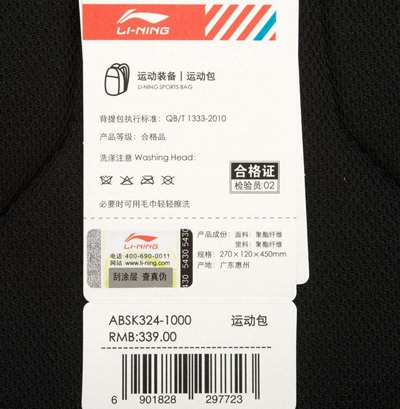 LI-NING
运动装备 | 运动包
LI-NING SPORTS BAG
背提包执行标准: QB/T 1333-2010
产品等级: 合格品
洗涤注意 Washing Head:
合格证
检验员:02
必要时可用毛巾轻轻擦洗
LI-NING
电话: 400-690-0011
网站: www.li-ning.com
刮涂层 查真伪
5430 5430 5430
产品成份: 面料: 聚酯纤维
里料: 聚酯纤维
规格: 270×120×450mm
产地: 广东惠州
ABSK324-1000 运动包
RMB:339.00
6 901828 297723